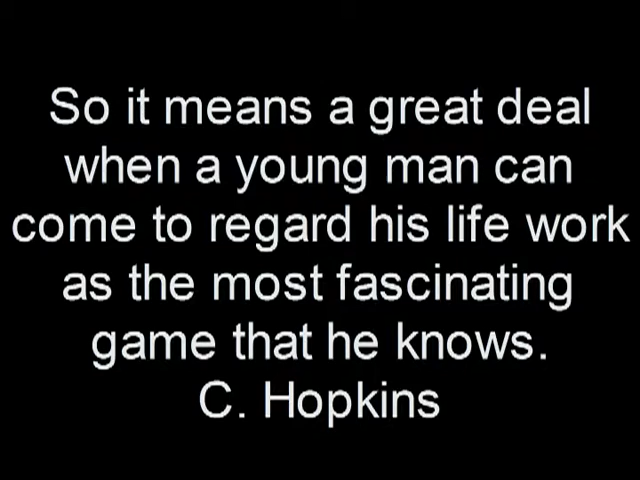 So it means a great deal
when a young man can
come to regard his life work
as the most fascinating
game that he knows.
C. Hopkins